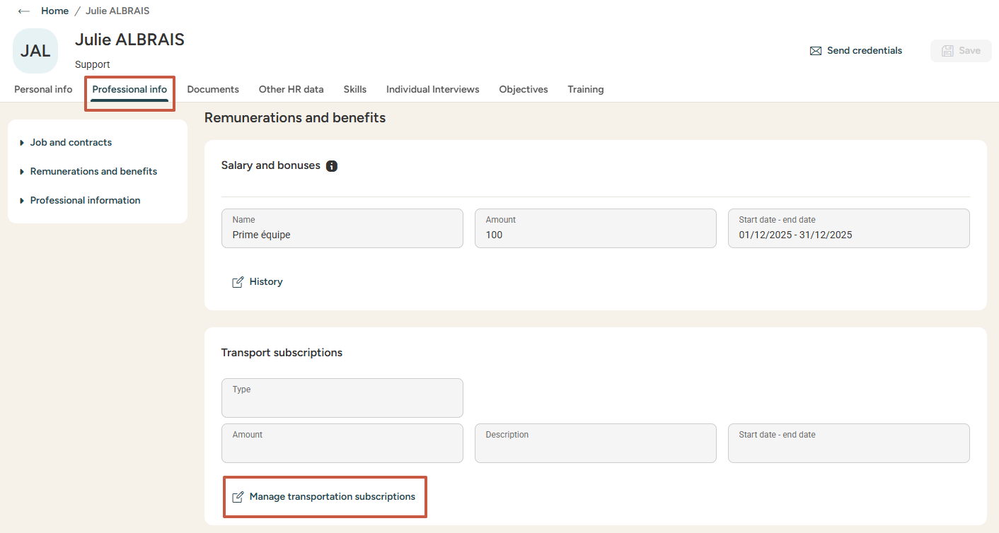 Home / Julie ALBRAIS
JAL
Julie ALBRAIS
Support
Send credentials
Save
Personal info
Professional info
Documents
Other HR data
Skills
Individual Interviews
Objectives
Training
Job and contracts
Remunerations and benefits
Professional information
Remunerations and benefits
Salary and bonuses
Name
Prime équipe
Amount
100
Start date - end date
01/12/2025 - 31/12/2025
History
Transport subscriptions
Type
Amount
Description
Start date - end date
Manage transportation subscriptions